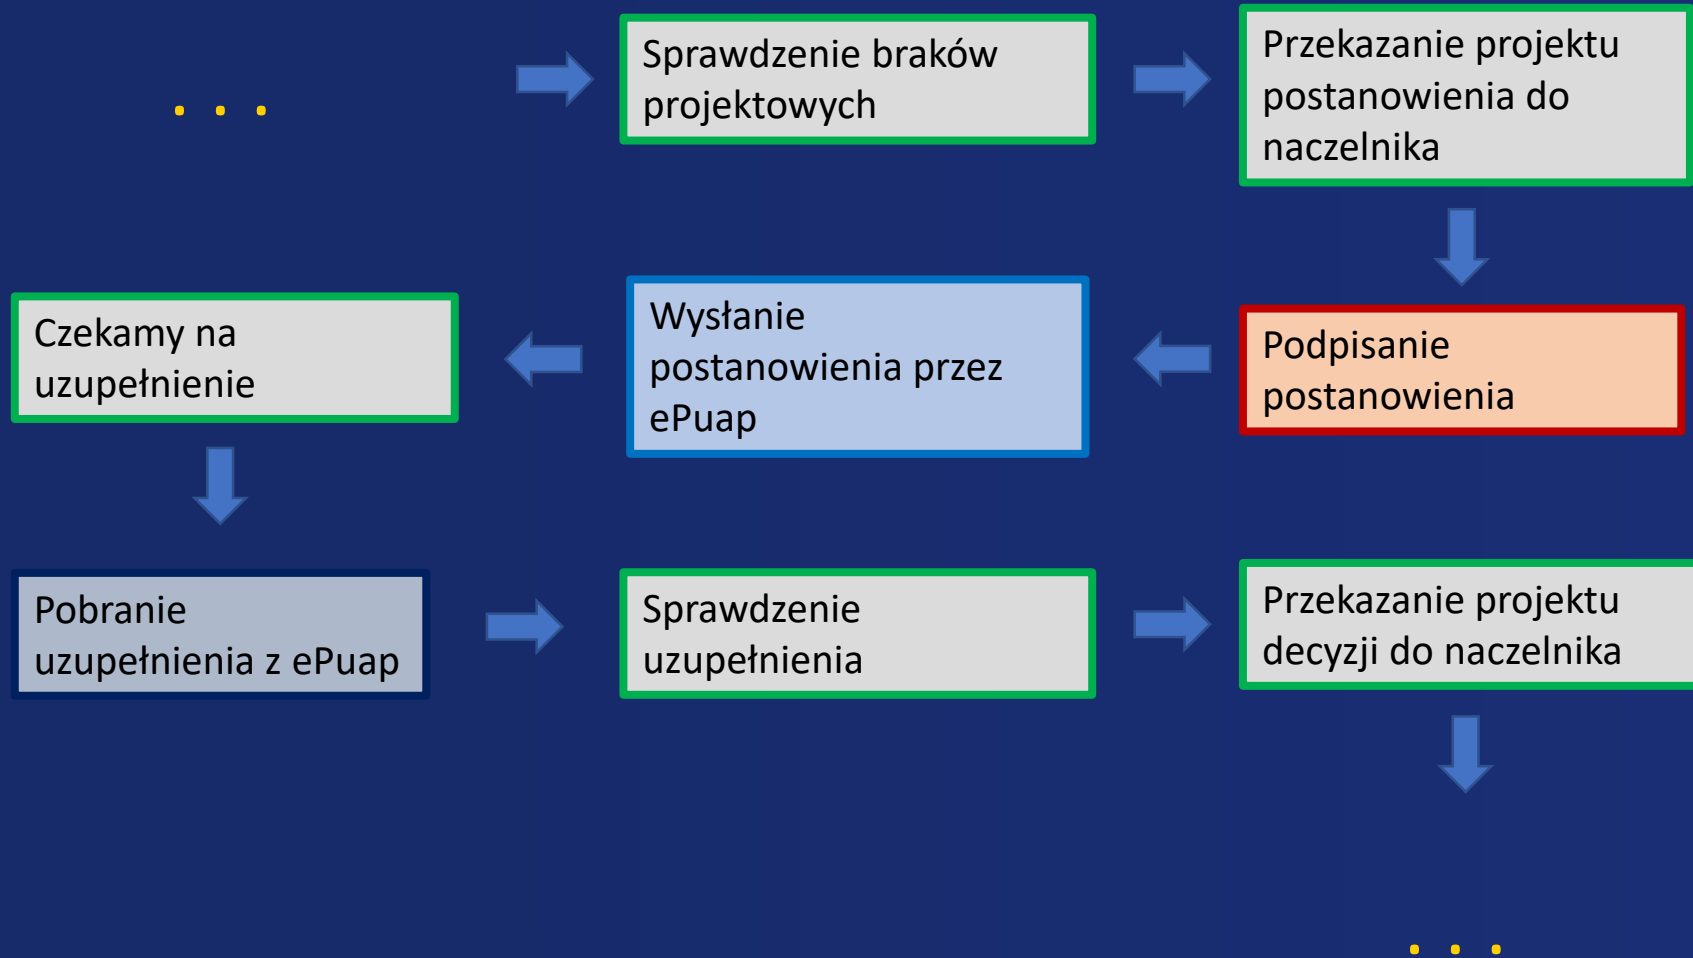 . . .
Sprawdzenie braków
projektowych
Przekazanie projektu
postanowienia do
naczelnika
Podpisanie
postanowienia
Wysłanie
postanowienia przez
ePuap
Czekamy na
uzupełnienie
Pobranie
uzupełnienia z ePuap
Sprawdzenie
uzupełnienia
Przekazanie projektu
decyzji do naczelnika
. . .